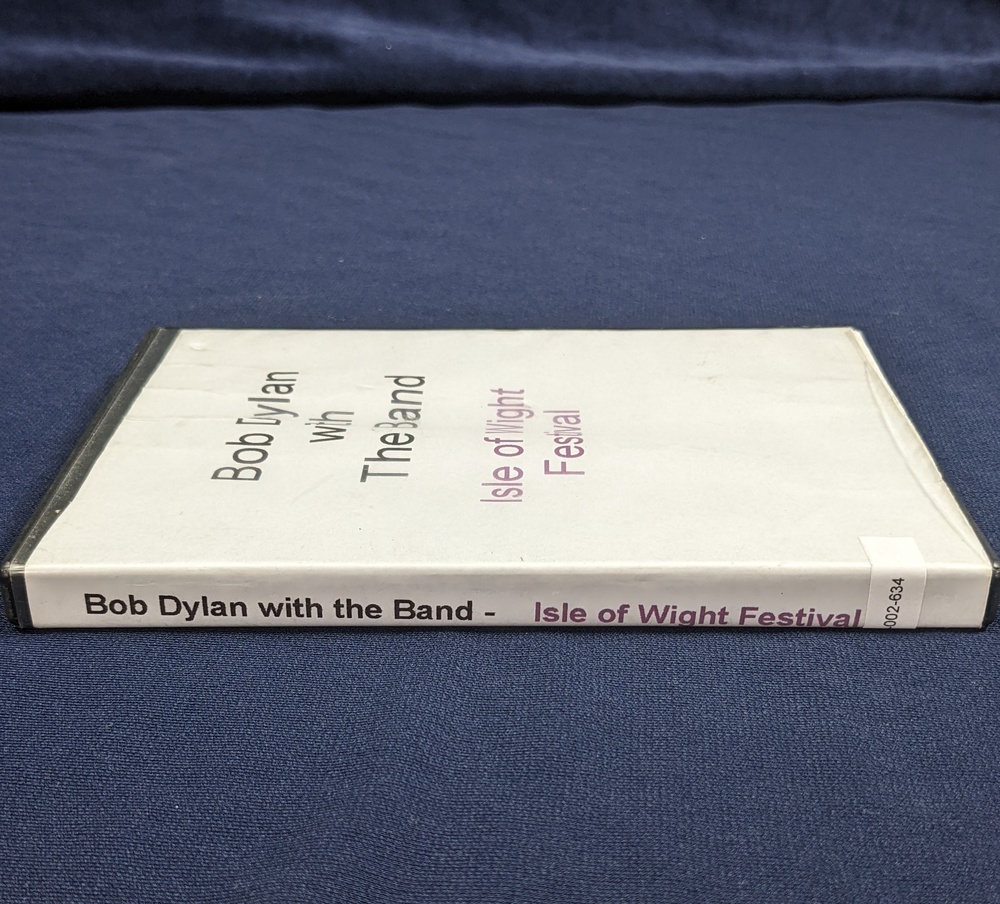 Bob Dylan
with
The Band
Isle of Wight
Festival
Bob Dylan with the Band - Isle of Wight Festival
002-634